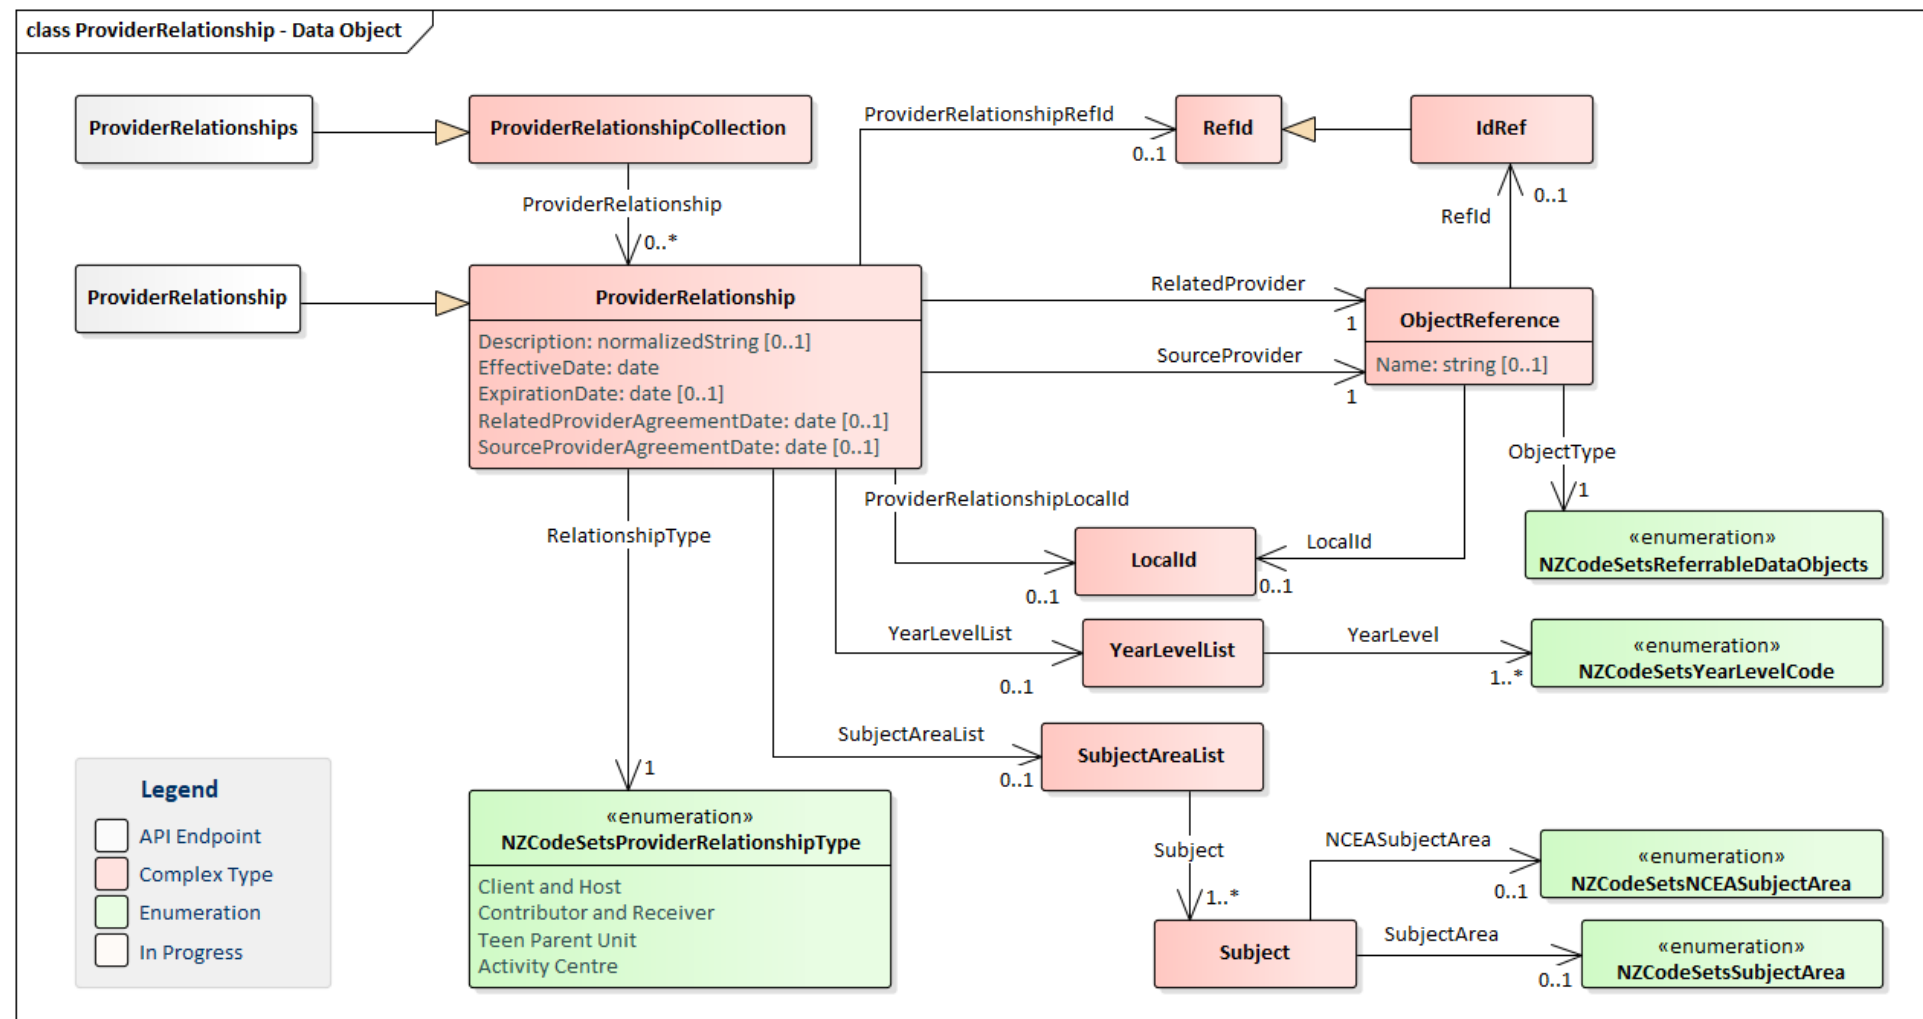 class ProviderRelationship - Data Object
ProviderRelationships
ProviderRelationshipCollection
ProviderRelationshipRefId
0..1
RefId
IdRef
ProviderRelationship
0..*
RefId
0..1
ProviderRelationship
ProviderRelationship
Description: normalizedString [0..1]
EffectiveDate: date
ExpirationDate: date [0..1]
RelatedProviderAgreementDate: date [0..1]
SourceProviderAgreementDate: date [0..1]
RelatedProvider
1
SourceProvider
1
ObjectReference
Name: string [0..1]
ObjectType
1
«enumeration»
NZCodeSetsReferrableDataObjects
ProviderRelationshipLocalId
0..1
LocalId
LocalId
0..1
RelationshipType
1
YearLevelList
0..1
YearLevelList
YearLevel
1..*
«enumeration»
NZCodeSetsYearLevelCode
SubjectAreaList
0..1
SubjectAreaList
Subject
1..*
Subject
NCEASubjectArea
0..1
«enumeration»
NZCodeSetsNCEASubjectArea
SubjectArea
0..1
«enumeration»
NZCodeSetsSubjectArea
«enumeration»
NZCodeSetsProviderRelationshipType
Client and Host
Contributor and Receiver
Teen Parent Unit
Activity Centre
Legend
API Endpoint
Complex Type
Enumeration
In Progress